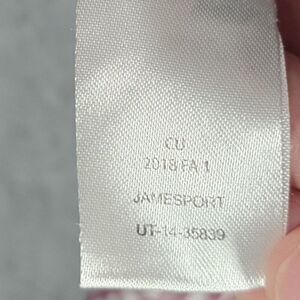 CU
2018 FA 1
JAMESPORT
UT-14-35839